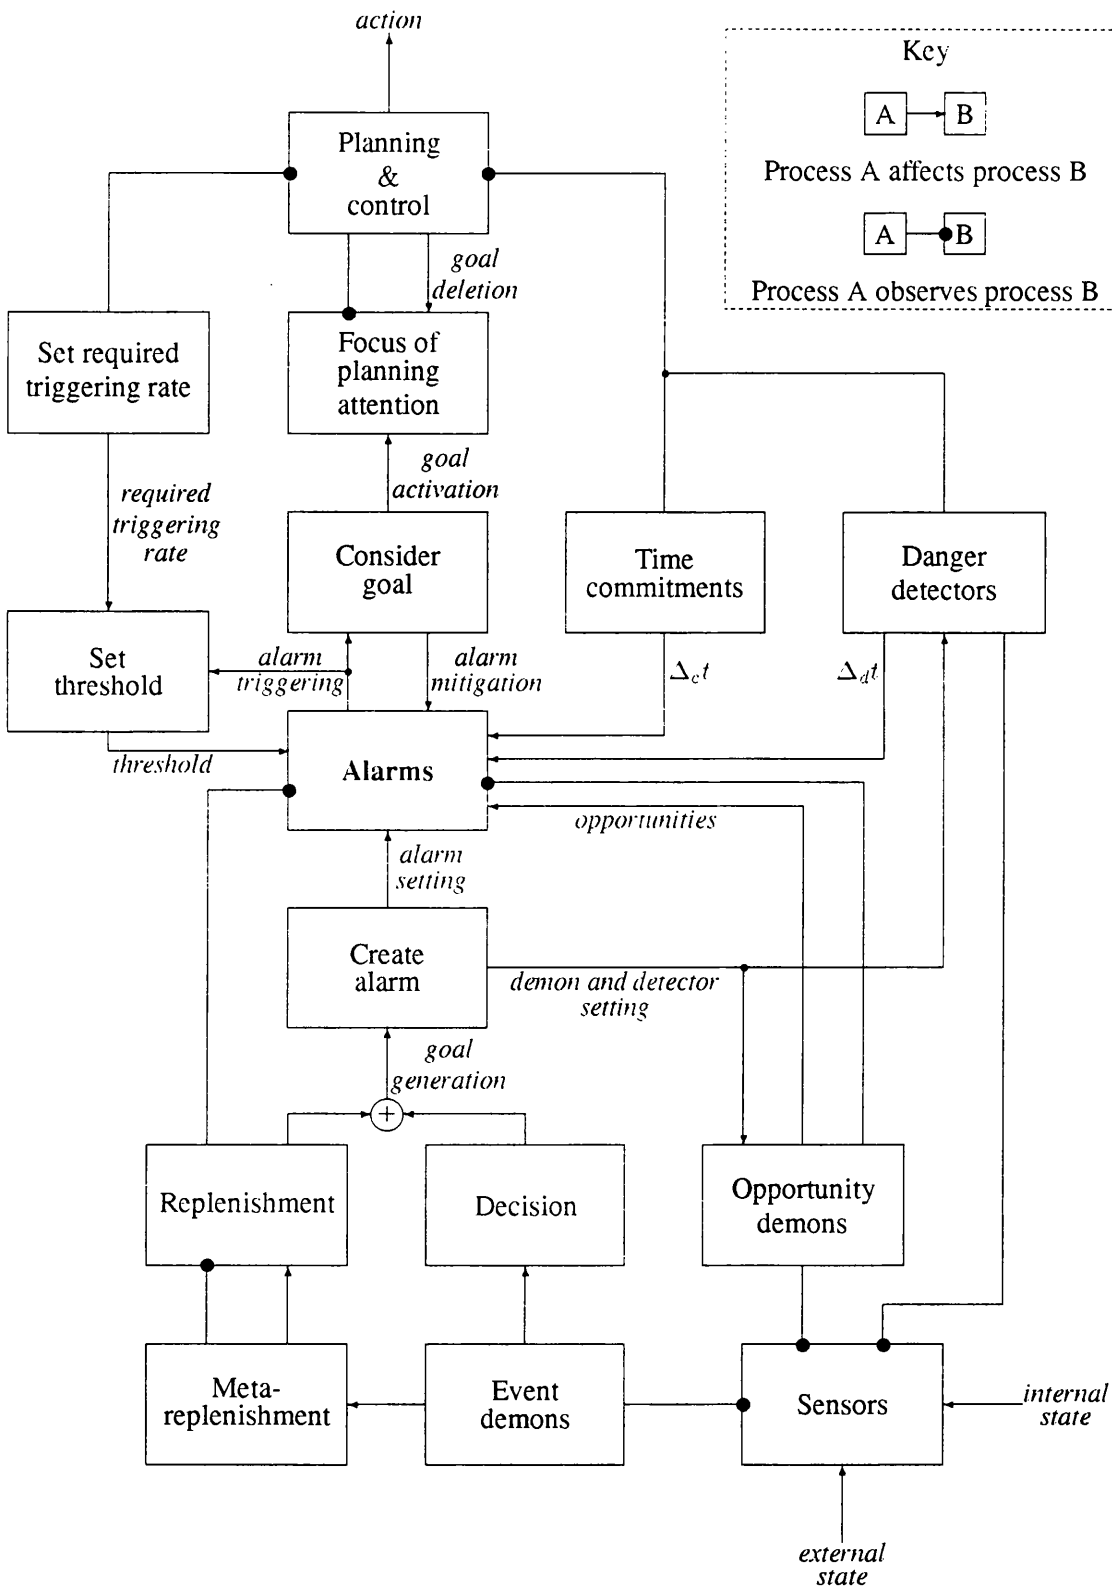 action
Planning
&
control
Key
A
B
Process A affects process B
A
B
Process A observes process B
goal
deletion
Set required
triggering rate
Focus of
planning
attention
goal
activation
required
triggering
rate
Consider
goal
Time
commitments
Danger
detectors
Set
threshold
alarm
triggering
alarm
mitigation
Δct
Δdt
threshold
Alarms
opportunities
alarm
setting
Create
alarm
demon and detector
setting
goal
generation
+
Replenishment
Decision
Opportunity
demons
Meta-
replenishment
Event
demons
Sensors
internal
state
external
state